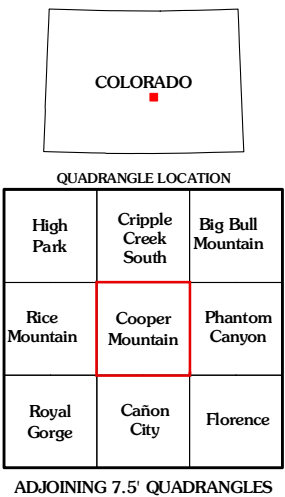 COLORADO
QUADRANGLE LOCATION
High
Park
Cripple
Creek
South
Big Bull
Mountain
Rice
Mountain
Cooper
Mountain
Phantom
Canyon
Royal
Gorge
Cañon
City
Florence
ADJOINING 7.5' QUADRANGLES